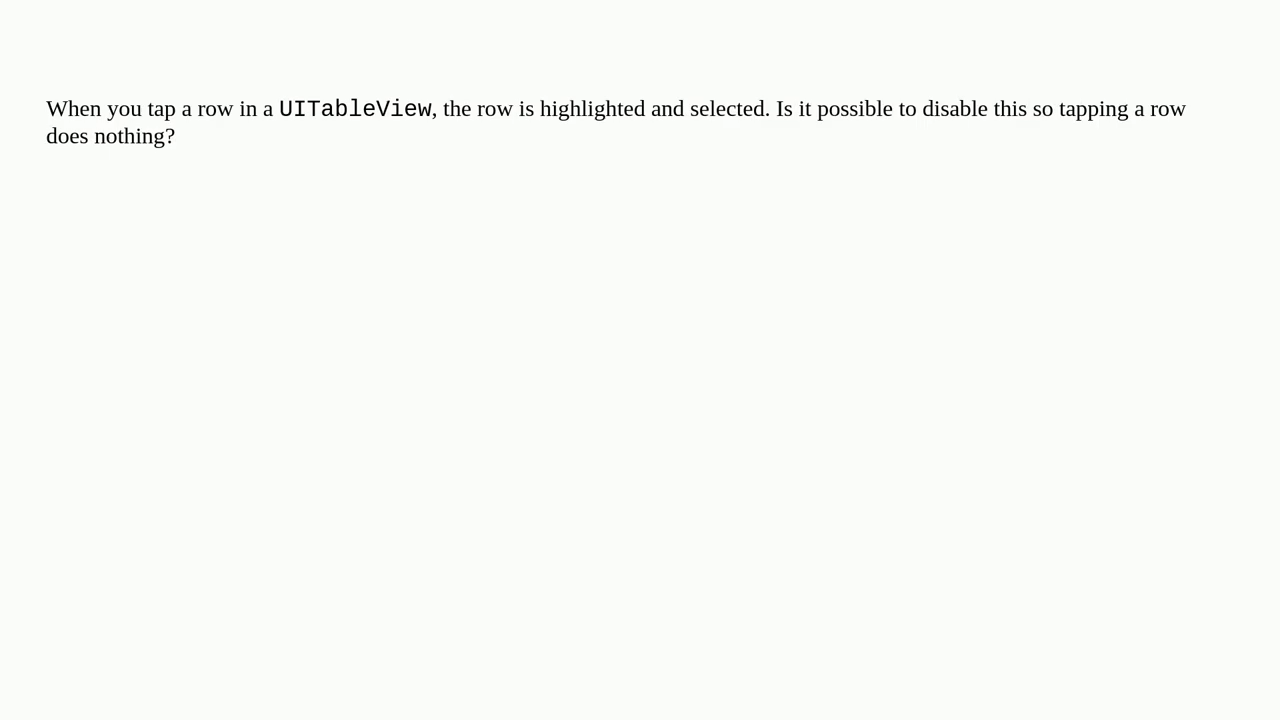 When you tap a row in a UITableView, the row is highlighted and selected. Is it possible to disable this so tapping a row
does nothing?